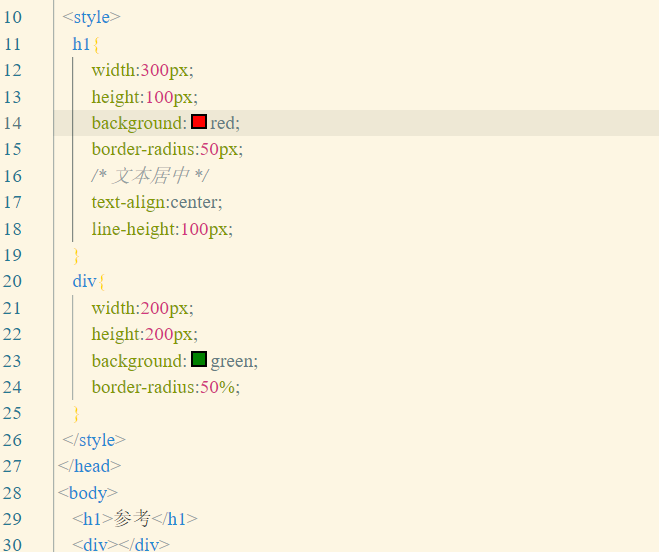 10 <style>
11 h1{
12 width:300px;
13 height:100px;
14 background: red;
15 border-radius:50px;
16 /* 文本居中 */
17 text-align:center;
18 line-height:100px;
19 }
20 div{
21 width:200px;
22 height:200px;
23 background: green;
24 border-radius:50%;
25 }
26 </style>
27 </head>
28 <body>
29 <h1>参考</h1>
30 <div></div>